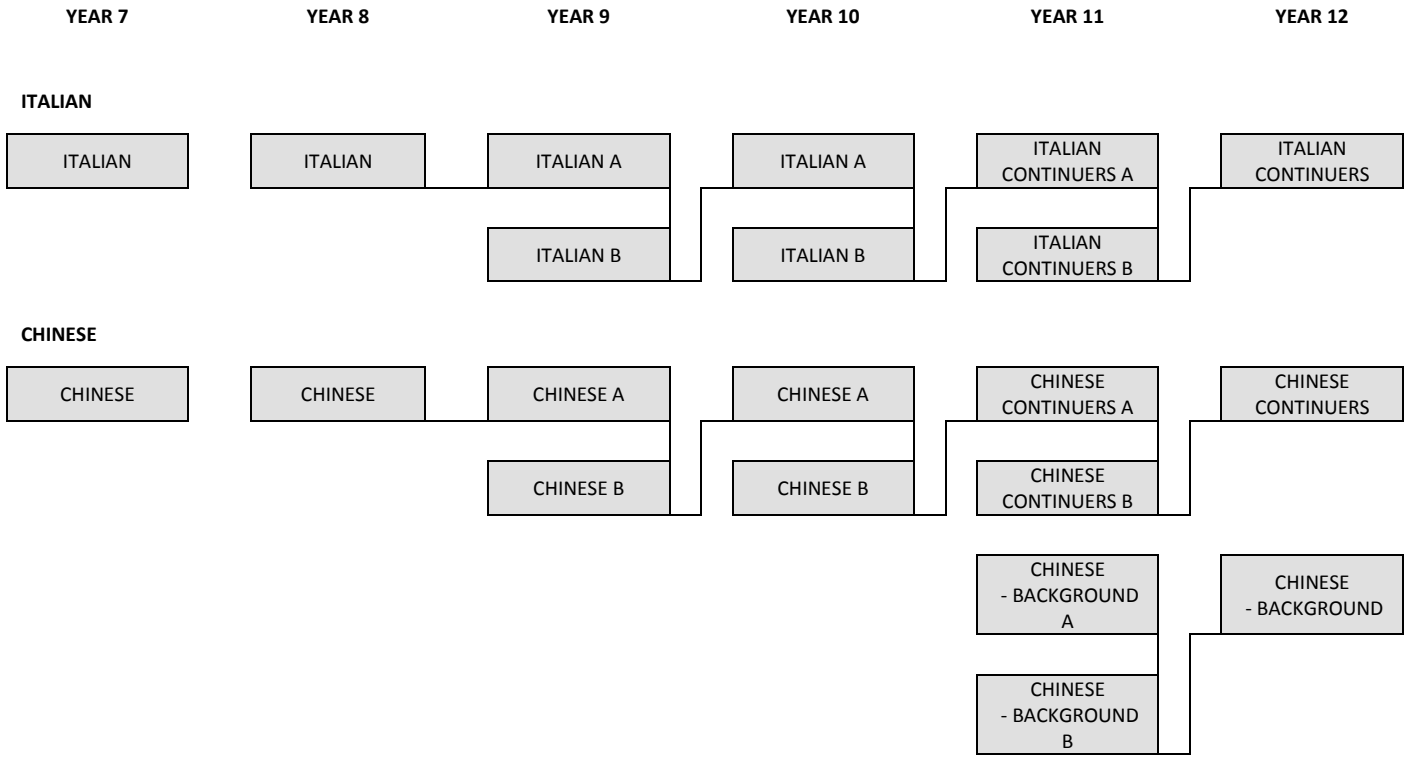 YEAR 7 YEAR 8 YEAR 9 YEAR 10 YEAR 11 YEAR 12
ITALIAN
ITALIAN
ITALIAN
ITALIAN A
ITALIAN A
ITALIAN
CONTINUERS A
ITALIAN
CONTINUERS
ITALIAN B
ITALIAN B
ITALIAN
CONTINUERS B
CHINESE
CHINESE
CHINESE
CHINESE A
CHINESE A
CHINESE
CONTINUERS A
CHINESE
CONTINUERS
CHINESE B
CHINESE B
CHINESE
CONTINUERS B
CHINESE
- BACKGROUND
A
CHINESE
- BACKGROUND
CHINESE
- BACKGROUND
B